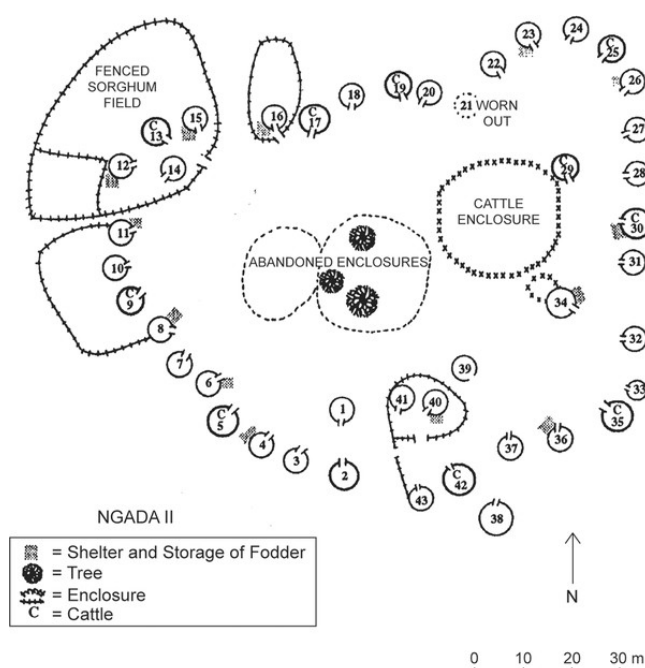 23
24
C
25
22
26
FENCED
SORGHUM
FIELD
C
19
20
18
21 WORN
OUT
15
16
C
17
C
13
27
12
14
C
29
28
CATTLE
ENCLOSURE
C
30
11
ABANDONED ENCLOSURES
31
10
C
9
34
8
32
7
39
6
33
41
40
1
C
5
C
35
4
36
37
3
2
C
42
43
38
NGADA II
= Shelter and Storage of Fodder
= Tree
= Enclosure
C = Cattle
N
0 10 20 30 m